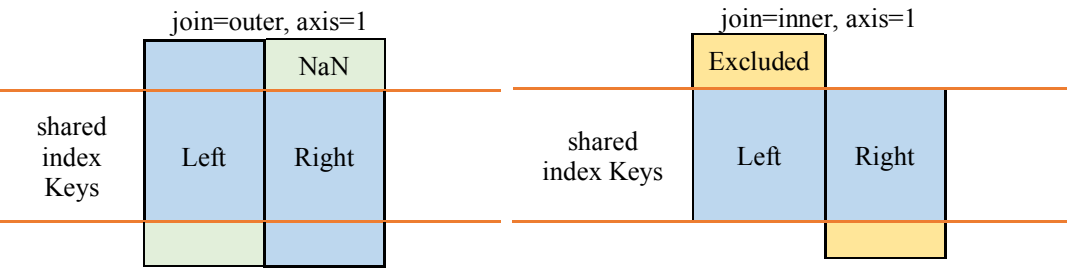 join=outer, axis=1
NaN
shared
index
Keys
Left
Right
join=inner, axis=1
Excluded
shared
index Keys
Left
Right